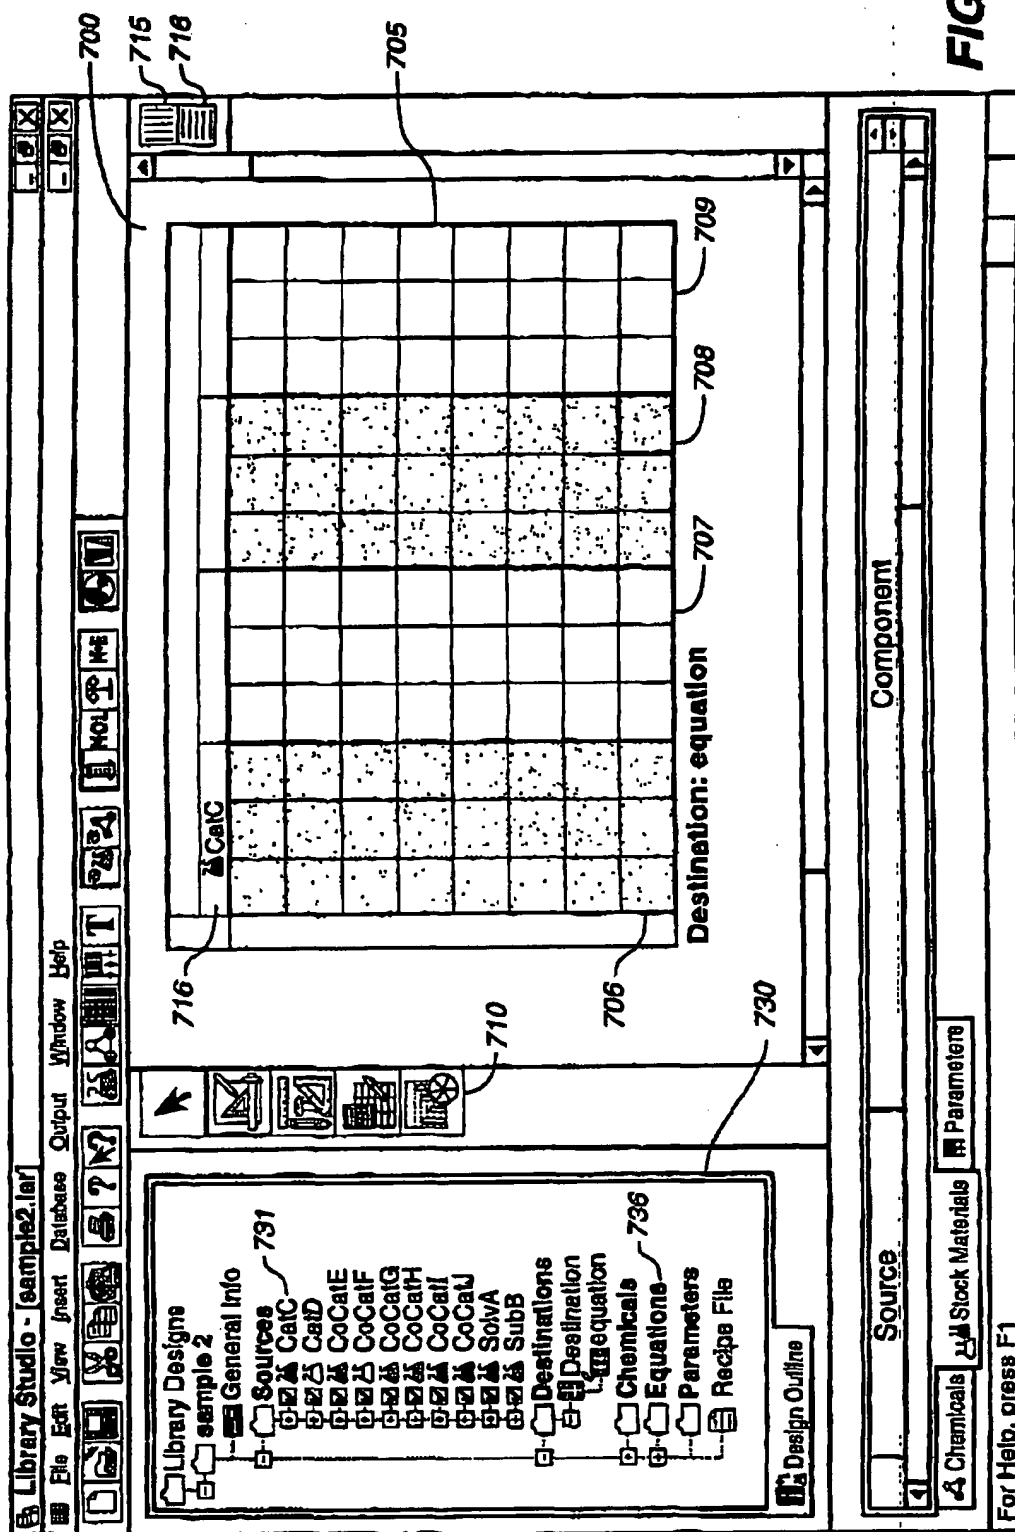 Library Studio - [sample2.lar]
File Edit View Insert Database Output Window Help
? ? 25 T MOL
Library Designs
sample 2
General Info
Sources
CatC
CatD
CoCatE
CoCatF
CoCatG
CoCatH
CoCatI
CoCatJ
SolvA
SubB
Destinations
Destination
equation
Chemicals
Equations
Parameters
Recipe File
Design Outline
731
736
730
710
716
CatC
Destination: equation
706
707
708
709
705
700
715
718
Source Component
Chemicals Stock Materials Parameters
For Help, press F1
FIG